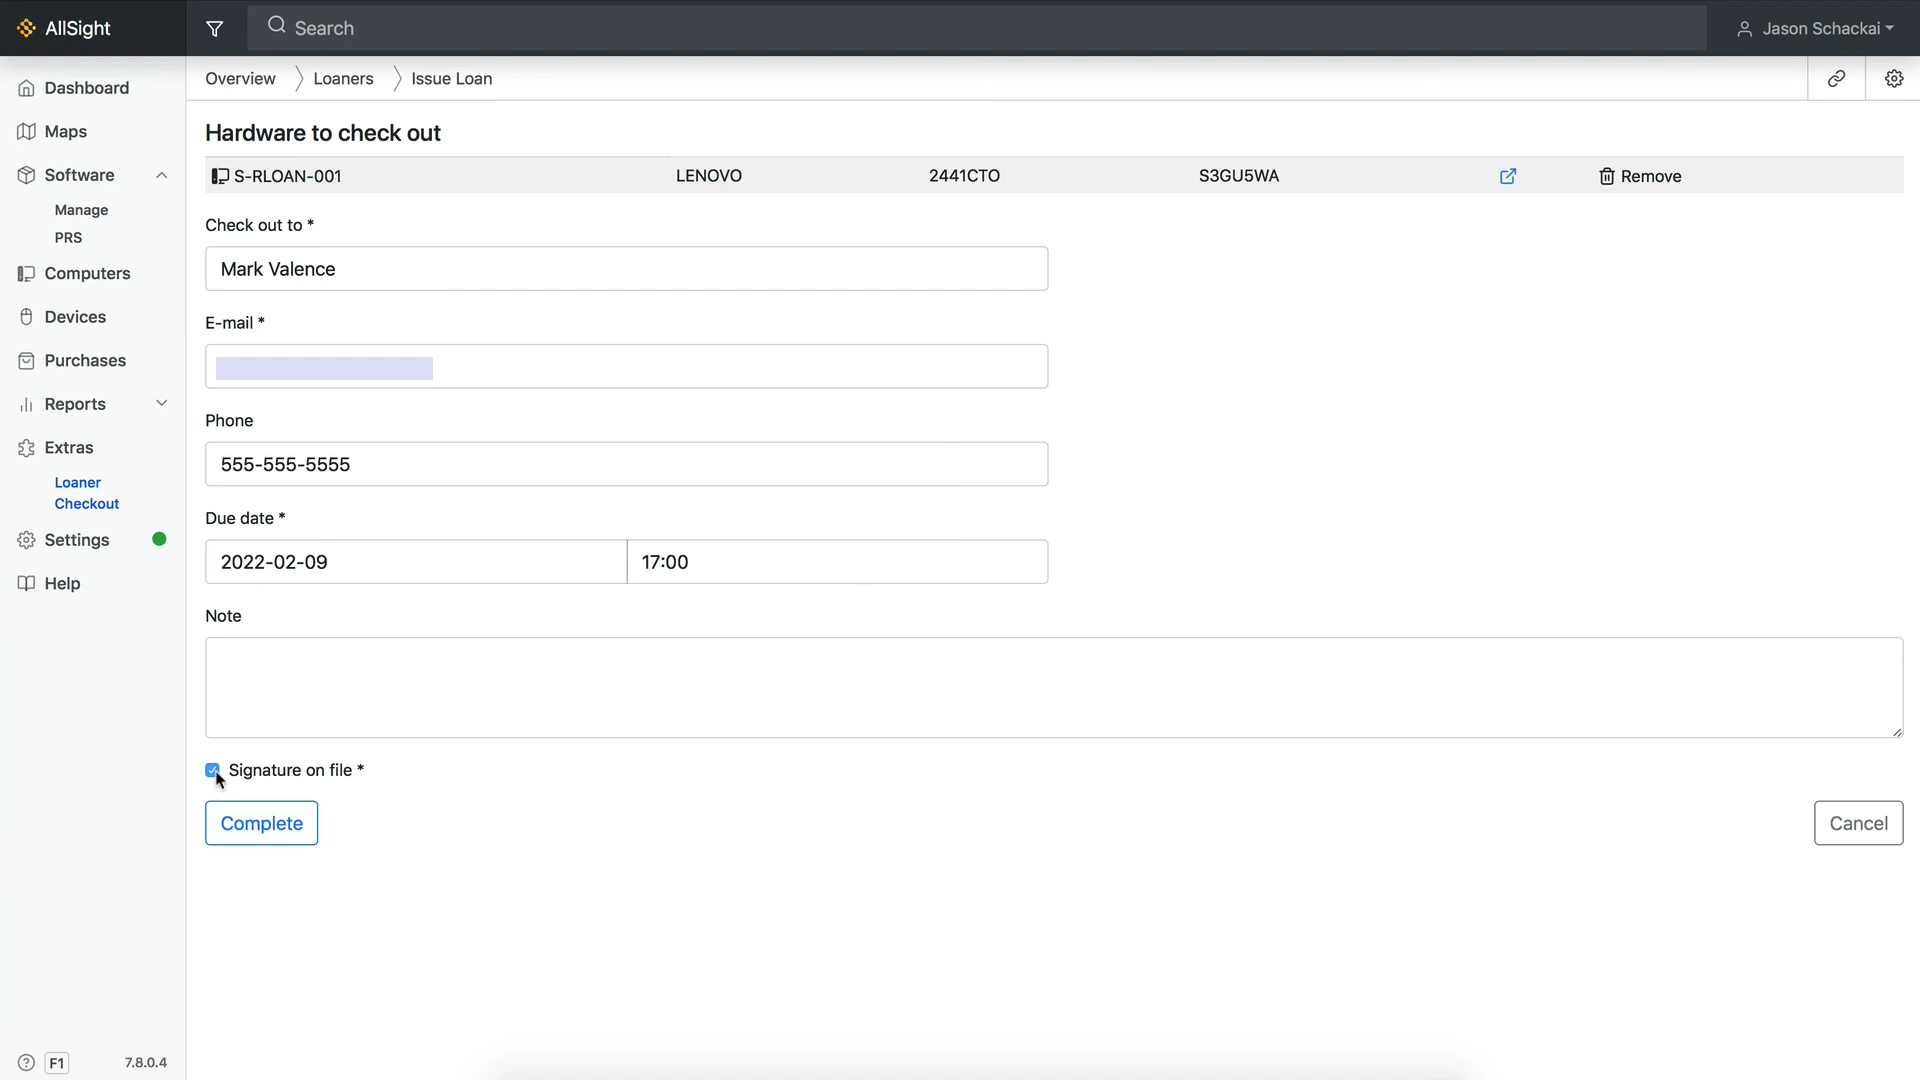 AllSight
Search
Jason Schackai
Dashboard
Maps
Software
Manage
PRS
Computers
Devices
Purchases
Reports
Extras
Loaner
Checkout
Settings
Help
F1
7.8.0.4
Overview
Loaners
Issue Loan
Hardware to check out
S-RLOAN-001 LENOVO 2441CTO S3GU5WA Remove
Check out to *
Mark Valence
E-mail *
Phone
555-555-5555
Due date *
2022-02-09 17:00
Note
Signature on file *
Complete
Cancel